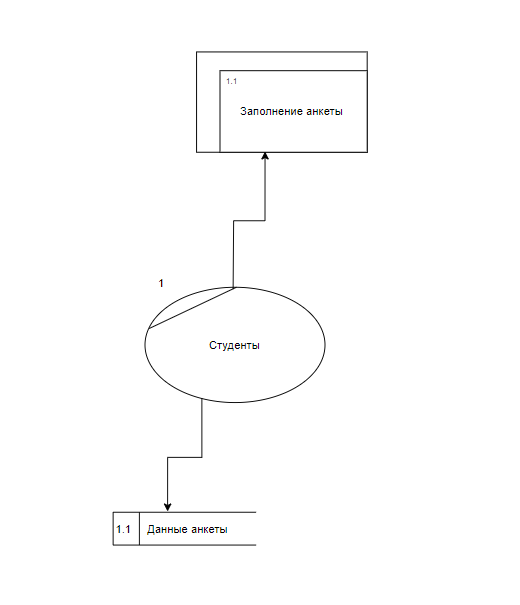 1.1
Заполнение анкеты
1
Студенты
1.1 Данные анкеты